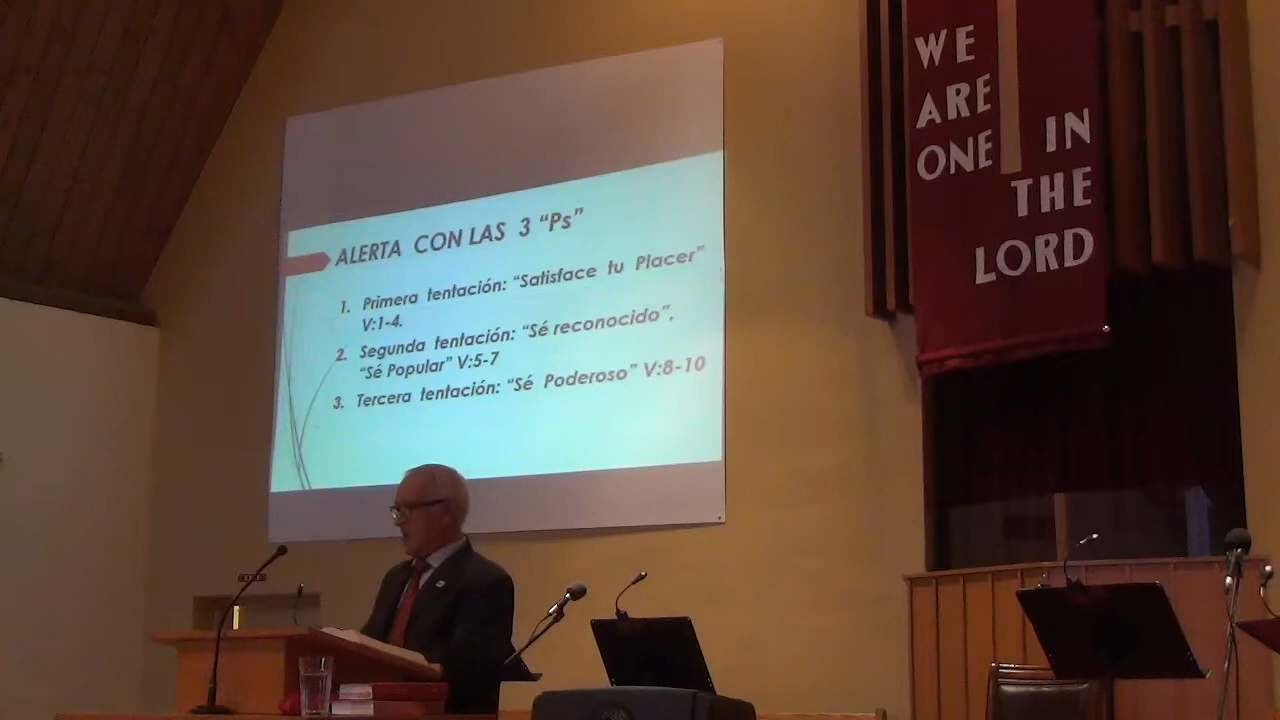 ALERTA CON LAS 3 “Ps”
1. Primera tentación: “Satisface tu Placer”
V:1-4.
2. Segunda tentación: “Sé reconocido”,
“Sé Popular” V:5-7
3. Tercera tentación: “Sé Poderoso” V:8-10
WE
ARE
ONE
IN
THE
LORD